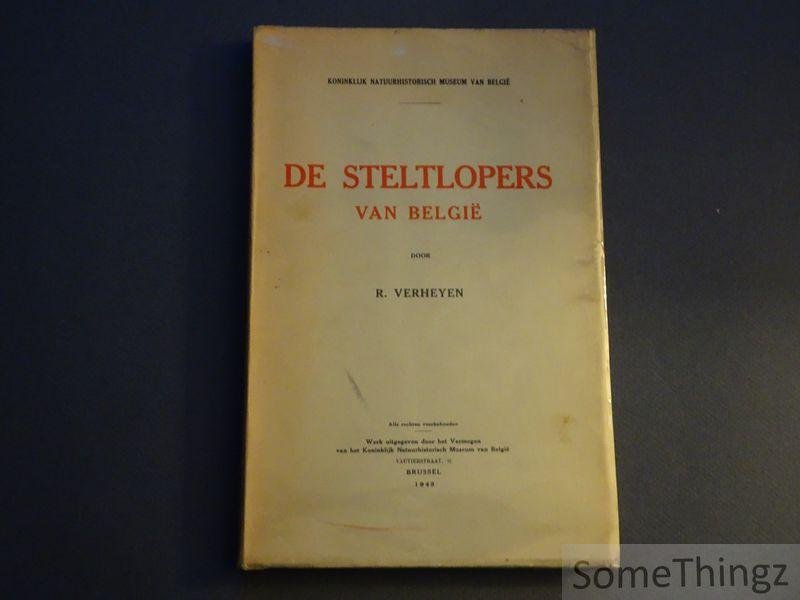 KONINKLIJK NATUURHISTORISCH MUSEUM VAN BELGIË
DE STELTLOPERS
VAN BELGIË
DOOR
R. VERHEYEN
Alle rechten voorbehouden
Werk uitgegeven door het Vermogen
van het Koninklijk Natuurhistorisch Museum van België
VAUTIERSTRAAT,
BRUSSEL
1948
SomeThingz